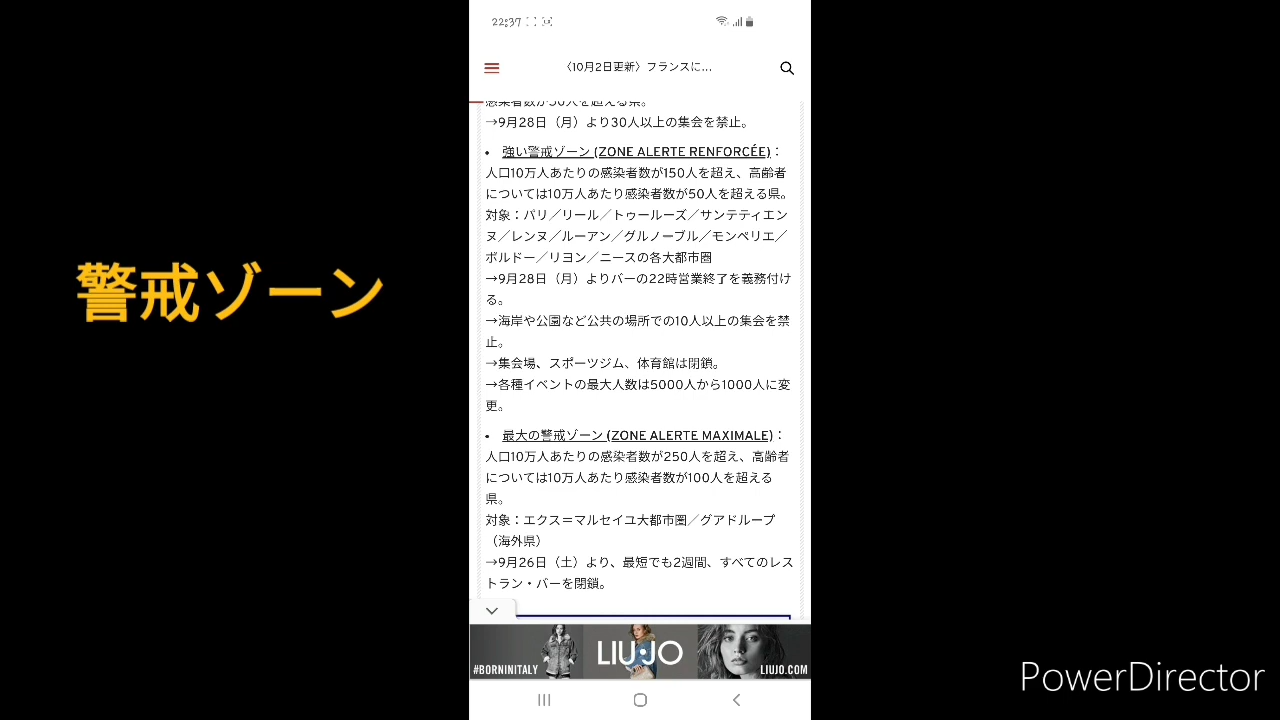 警戒ゾーン
22:37
〈10月2日更新〉フランスに...
感染者数が50人を超える県。
→9月28日（月）より30人以上の集会を禁止。
• 強い警戒ゾーン (ZONE ALERTE RENFORCÉE)：
人口10万人あたりの感染者数が150人を超え、高齢者
については10万人あたり感染者数が50人を超える県。
対象：パリ／リール／トゥールーズ／サンテティエン
ヌ／レンヌ／ルーアン／グルノーブル／モンペリエ／
ボルドー／リヨン／ニースの各大都市圏
→9月28日（月）よりバーの22時営業終了を義務付け
る。
→海岸や公園など公共の場所での10人以上の集会を禁
止。
→集会場、スポーツジム、体育館は閉鎖。
→各種イベントの最大人数は5000人から1000人に変
更。
• 最大の警戒ゾーン (ZONE ALERTE MAXIMALE)：
人口10万人あたりの感染者数が250人を超え、高齢者
については10万人あたり感染者数が100人を超える
県。
対象：エクス＝マルセイユ大都市圏／グアドループ
（海外県）
→9月26日（土）より、最短でも2週間、すべてのレス
トラン・バーを閉鎖。
#BORNINITALY
LIU·JO
LIUJO.COM
PowerDirector